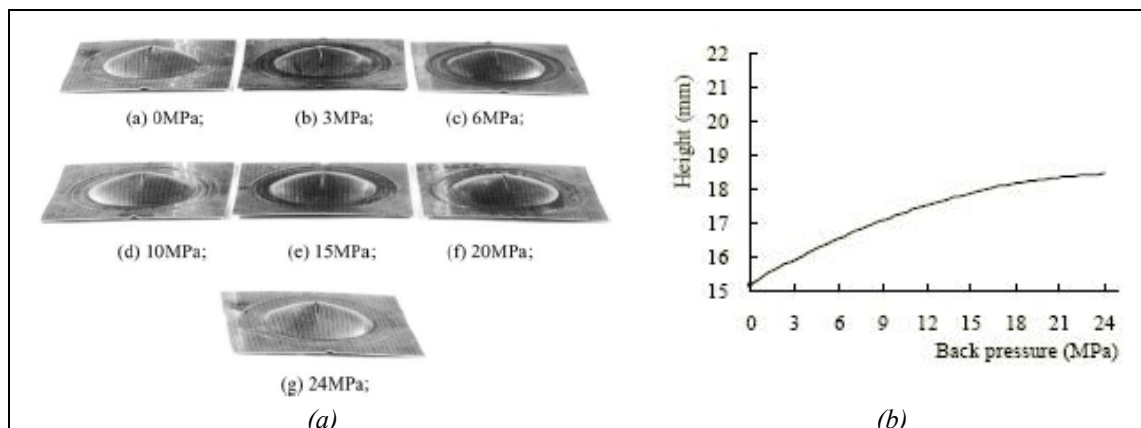 (a) 0MPa;
(b) 3MPa;
(c) 6MPa;
(d) 10MPa;
(e) 15MPa;
(f) 20MPa;
(g) 24MPa;
(a)
22
22
20
19
18
17
16
15
Height (mm)
0 3 6 9 12 15 18 21 24
Back pressure (MPa)
(b)